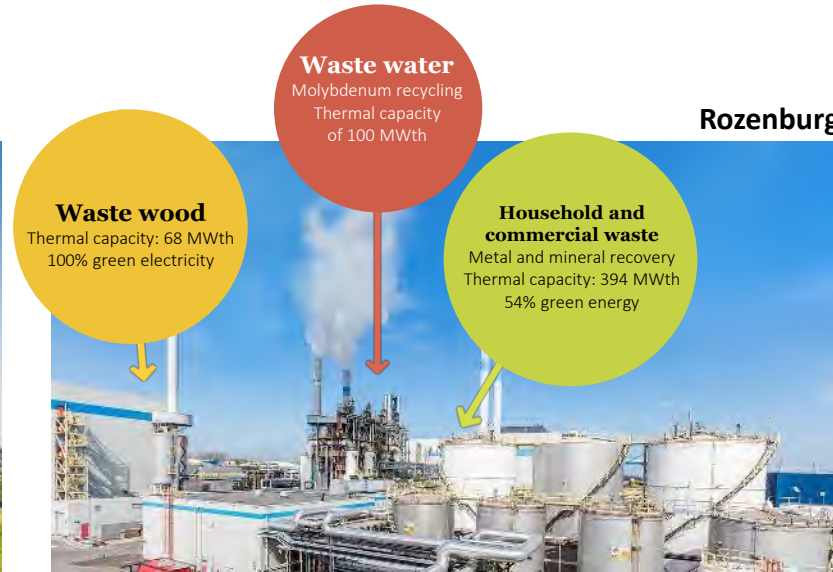 Waste water
Molybdenum recycling
Thermal capacity
of 100 MWth
Rozenburg
Waste wood
Thermal capacity: 68 MWth
100% green electricity
Household and
commercial waste
Metal and mineral recovery
Thermal capacity: 394 MWth
54% green energy